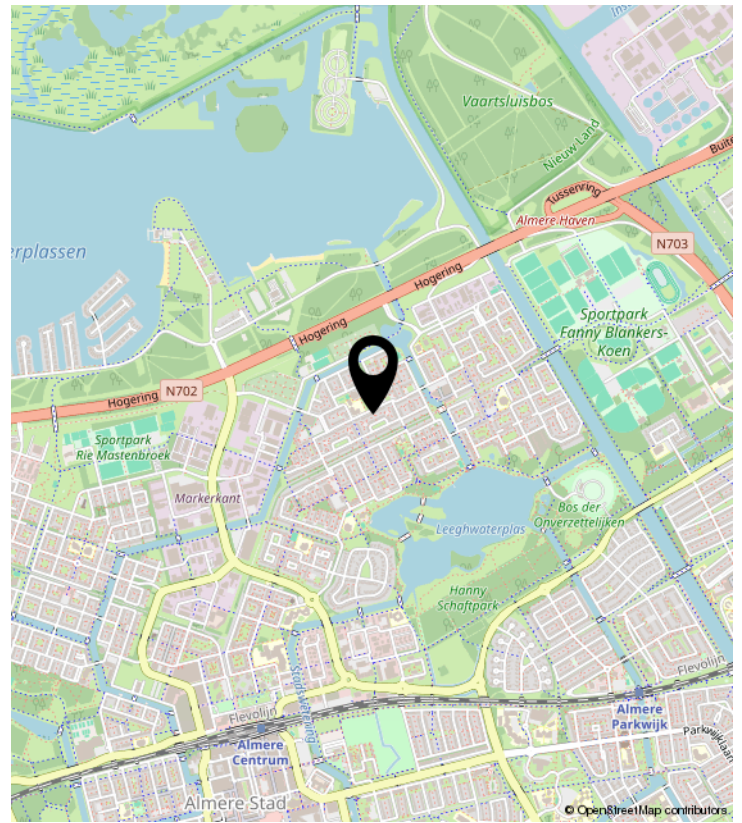 Vaartsluisbos
Nieuw Land
Tussenring
Almere Haven
N703
erplassen
Hogering
Hogering
Sportpark
Fanny Blankers-
Koen
Hogering
N702
Sportpark
Rie Mastenbroek
Markerkant
Leeghwaterplas
Bos der
Onverzettelijken
Hanny
Schaftpark
Flevolijn
Almere
Parkwijk
Flevolijn
Almere
Centrum
Almere Stad
© OpenStreetMap contributors